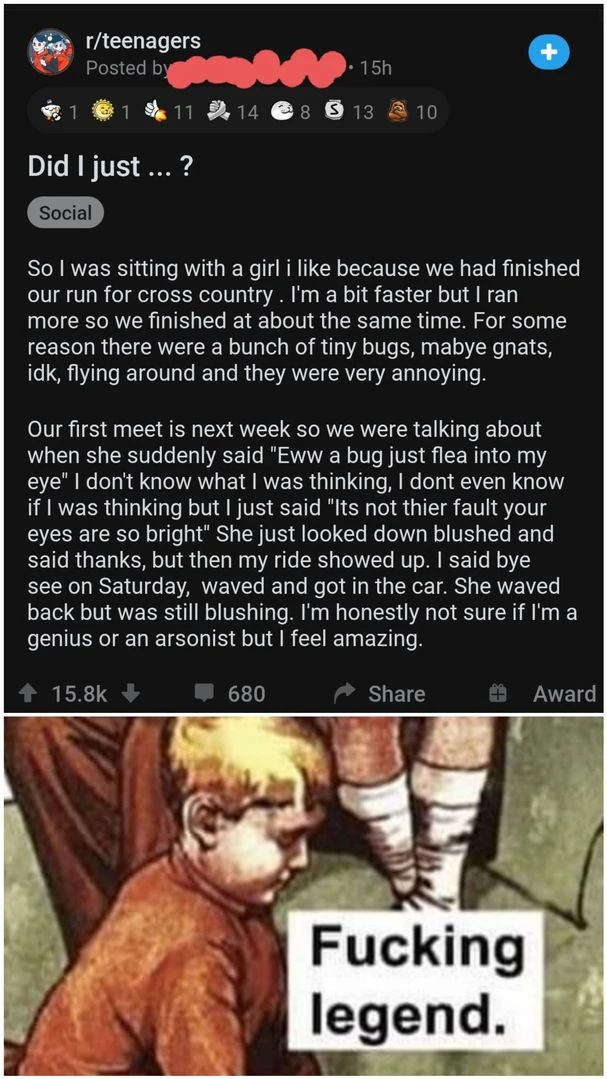 r/teenagers
Posted by • 15h
1 1 11 14 8 S 13 10
Did I just ... ?
Social
So I was sitting with a girl i like because we had finished
our run for cross country . I'm a bit faster but I ran
more so we finished at about the same time. For some
reason there were a bunch of tiny bugs, mabye gnats,
idk, flying around and they were very annoying.
Our first meet is next week so we were talking about
when she suddenly said "Eww a bug just flea into my
eye" I don't know what I was thinking, I dont even know
if I was thinking but I just said "Its not thier fault your
eyes are so bright" She just looked down blushed and
said thanks, but then my ride showed up. I said bye
see on Saturday,  waved and got in the car. She waved
back but was still blushing. I'm honestly not sure if I'm a
genius or an arsonist but I feel amazing.
15.8k 680 Share Award
Fucking
legend.